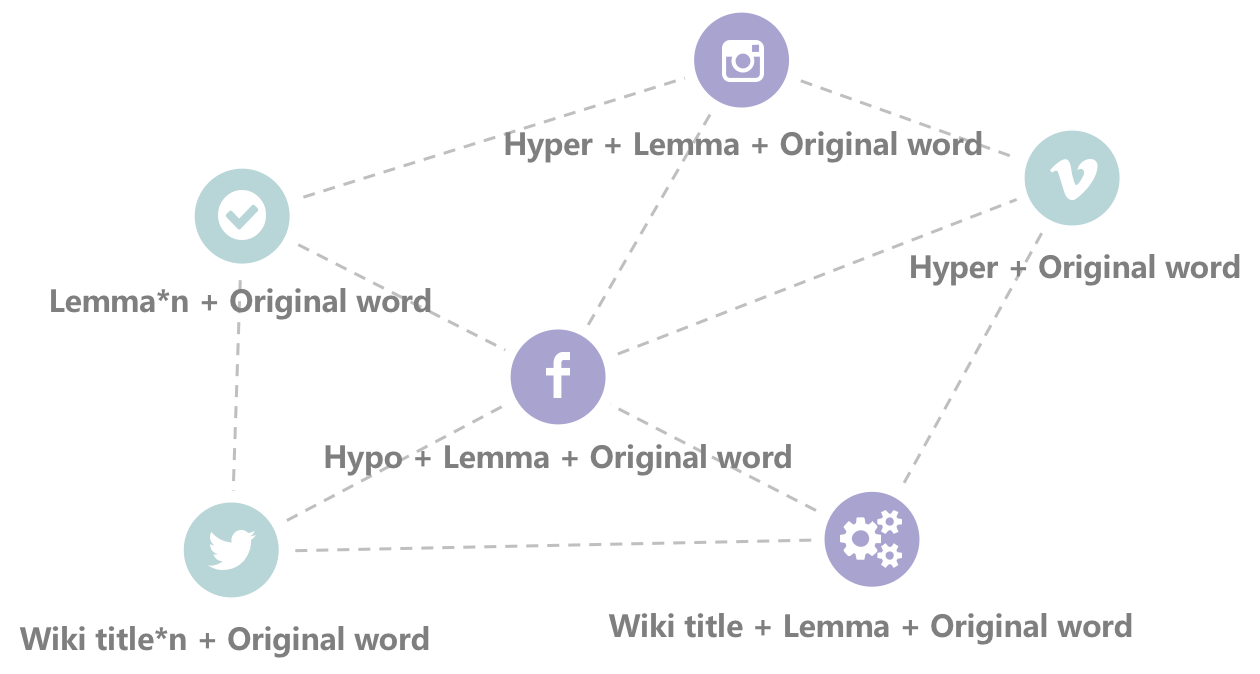 Hyper + Lemma + Original word
Hyper + Original word
Lemma*n + Original word
Hypo + Lemma + Original word
Wiki title*n + Original word
Wiki title + Lemma + Original word